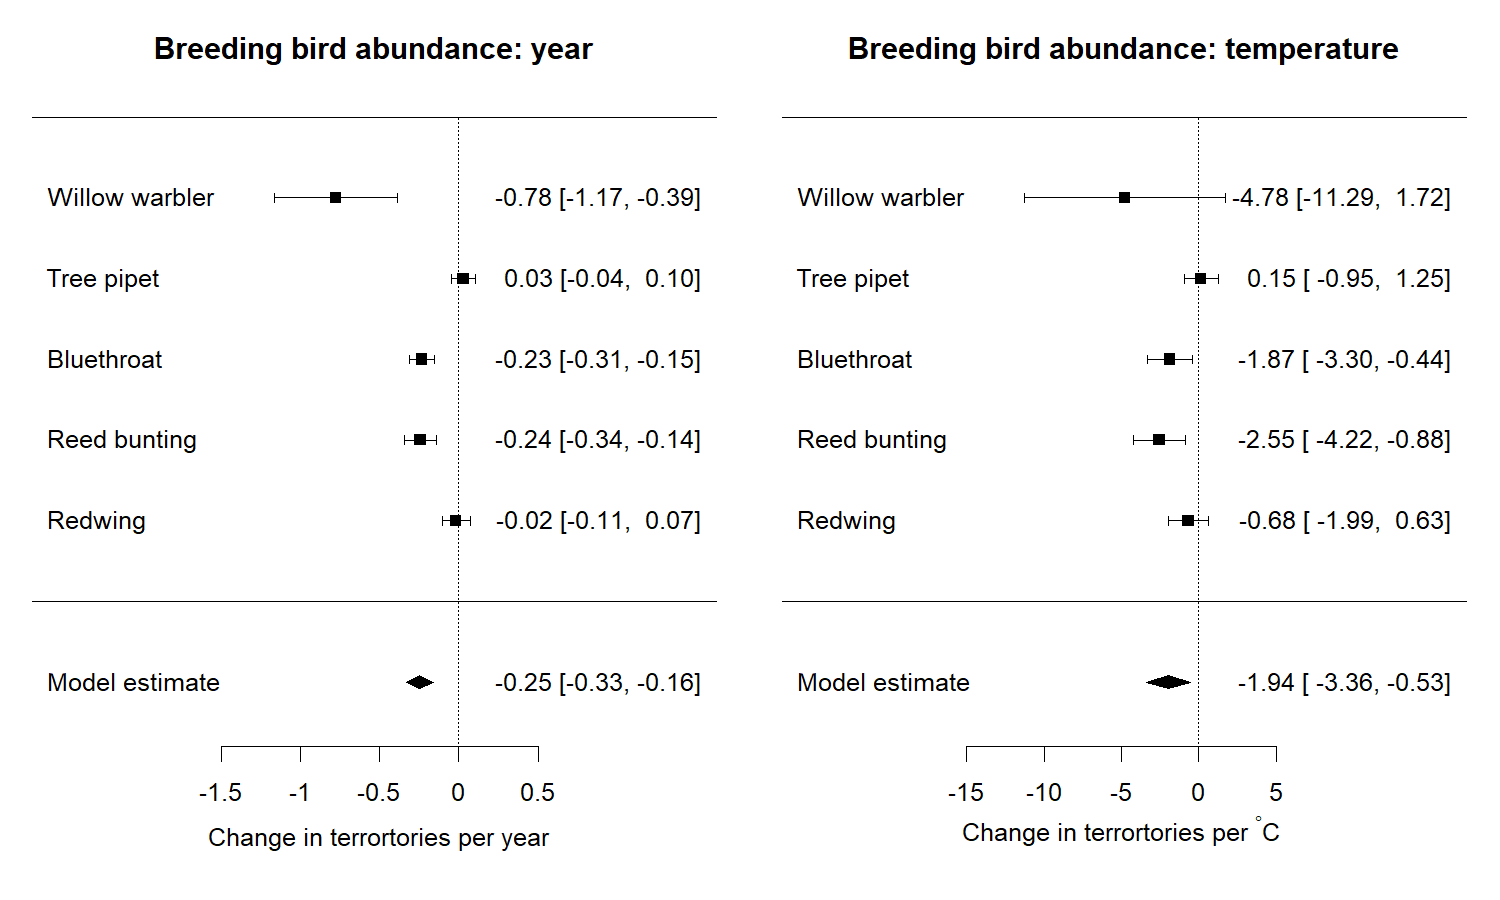 Breeding bird abundance: year
Willow warbler -0.78 [-1.17, -0.39]
Tree pipet 0.03 [-0.04, 0.10]
Bluethroat -0.23 [-0.31, -0.15]
Reed bunting -0.24 [-0.34, -0.14]
Redwing -0.02 [-0.11, 0.07]
Model estimate -0.25 [-0.33, -0.16]
-1.5 -1 -0.5 0 0.5
Change in terrortories per year
Breeding bird abundance: temperature
Willow warbler -4.78 [-11.29, 1.72]
Tree pipet 0.15 [ -0.95, 1.25]
Bluethroat -1.87 [ -3.30, -0.44]
Reed bunting -2.55 [ -4.22, -0.88]
Redwing -0.68 [ -1.99, 0.63]
Model estimate -1.94 [ -3.36, -0.53]
-15 -10 -5 0 5
Change in terrortories per °C